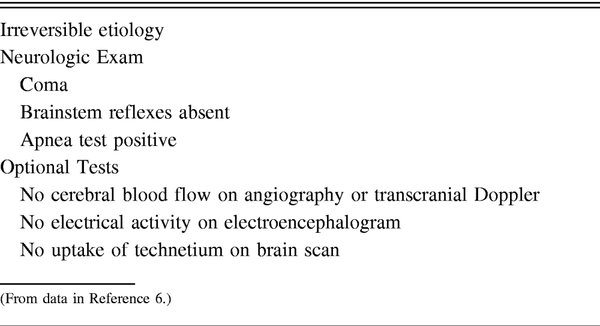 Irreversible etiology
Neurologic Exam
Coma
Brainstem reflexes absent
Apnea test positive
Optional Tests
No cerebral blood flow on angiography or transcranial Doppler
No electrical activity on electroencephalogram
No uptake of technetium on brain scan
(From data in Reference 6.)